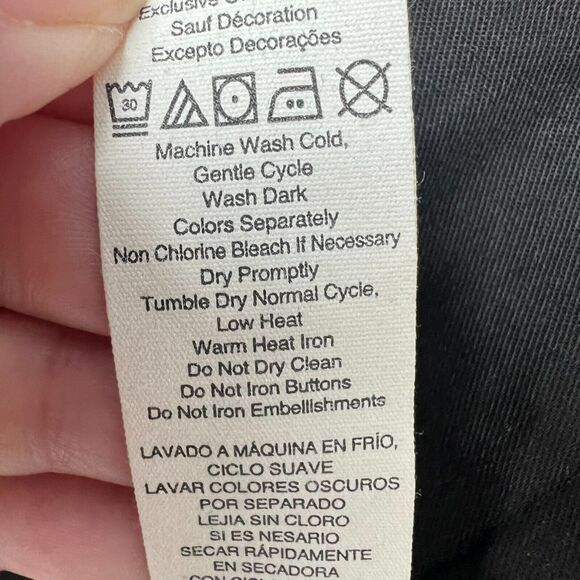 Exclusive
Sauf Décoration
Excepto Decorações
30
Machine Wash Cold,
Gentle Cycle
Wash Dark
Colors Separately
Non Chlorine Bleach If Necessary
Dry Promptly
Tumble Dry Normal Cycle,
Low Heat
Warm Heat Iron
Do Not Dry Clean
Do Not Iron Buttons
Do Not Iron Embellishments
LAVADO A MÁQUINA EN FRÍO,
CICLO SUAVE
LAVAR COLORES OSCUROS
POR SEPARADO
LEJIA SIN CLORO
SI ES NESARIO
SECAR RÁPIDAMENTE
EN SECADORA